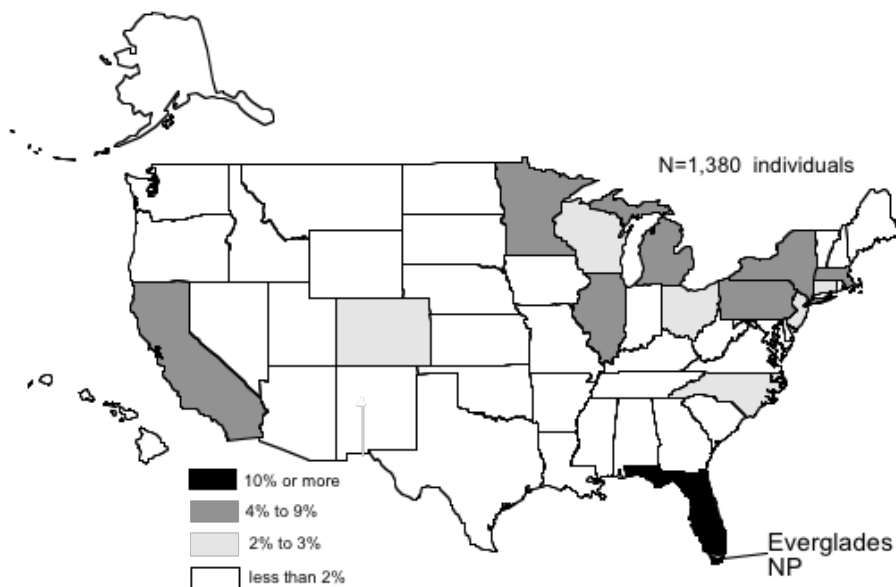 N=1,380 individuals
10% or more
4% to 9%
2% to 3%
less than 2%
Everglades
NP